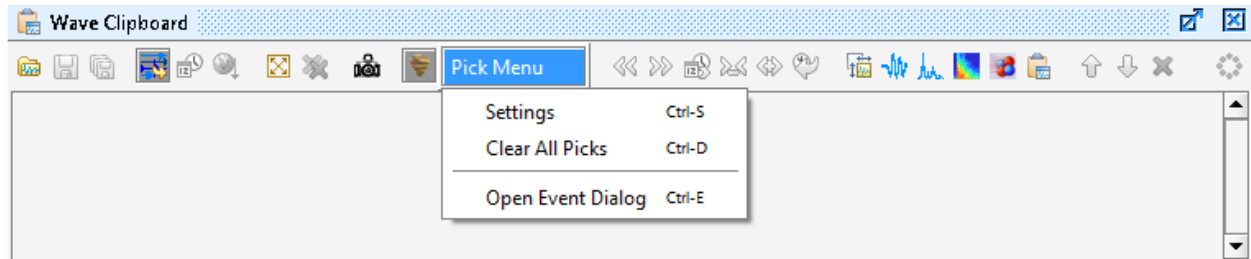 Wave Clipboard
Pick Menu
Settings Ctrl-S
Clear All Picks Ctrl-D
Open Event Dialog Ctrl-E